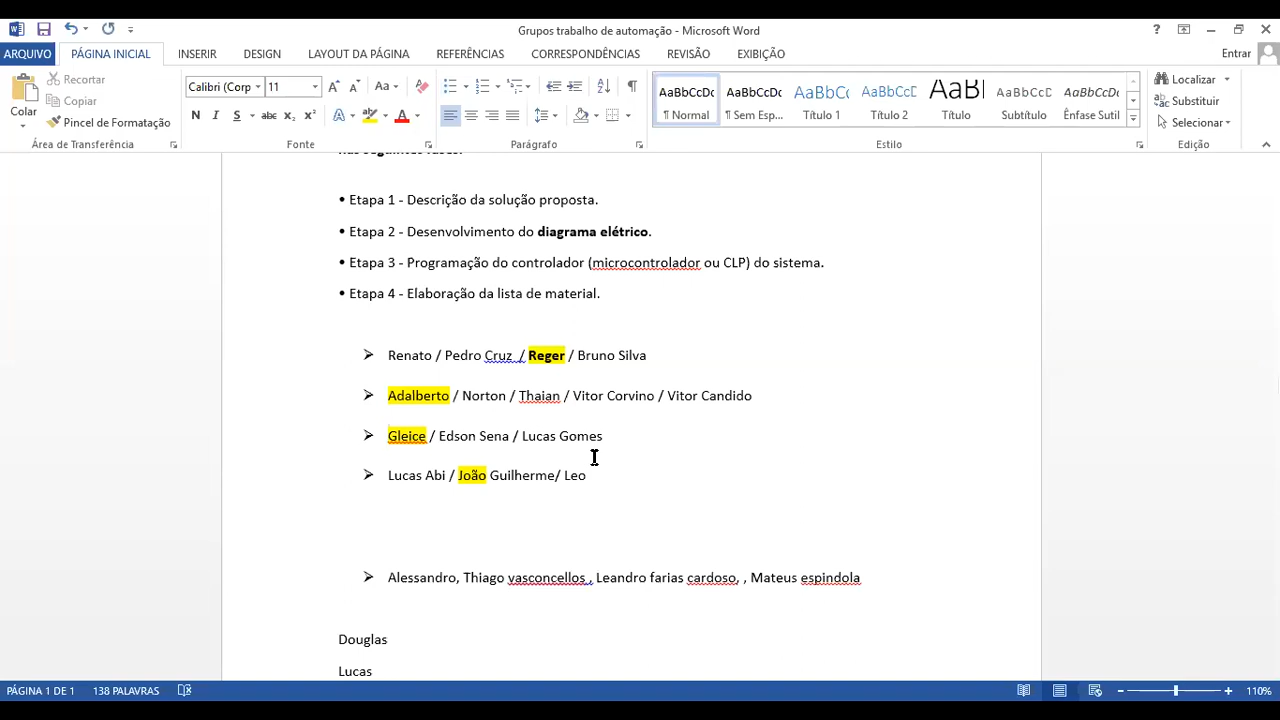 Grupos trabalho de automação - Microsoft Word
ARQUIVO PÁGINA INICIAL INSERIR DESIGN LAYOUT DA PÁGINA REFERÊNCIAS CORRESPONDÊNCIAS REVISÃO EXIBIÇÃO Entrar
Colar
Recortar
Copiar
Pincel de Formatação
Área de Transferência
Calibri (Corp 11
N I S abc x₂ x²
Fonte
Parágrafo
AaBbCcDc AaBbCcDc AaBbCc AaBbCcD AaBl AaBbCcD AaBbCcDc
¶ Normal ¶ Sem Esp... Título 1 Título 2 Título Subtítulo Ênfase Sutil
Estilo
Localizar
Substituir
Selecionar
Edição
• Etapa 1 - Descrição da solução proposta.
• Etapa 2 - Desenvolvimento do diagrama elétrico.
• Etapa 3 - Programação do controlador (microcontrolador ou CLP) do sistema.
• Etapa 4 - Elaboração da lista de material.
➢ Renato / Pedro Cruz / Reger / Bruno Silva
➢ Adalberto / Norton / Thaian / Vitor Corvino / Vitor Candido
➢ Gleice / Edson Sena / Lucas Gomes
➢ Lucas Abi / João Guilherme/ Leo
➢ Alessandro, Thiago vasconcellos , Leandro farias cardoso, , Mateus espindola
Douglas
Lucas
PÁGINA 1 DE 1 138 PALAVRAS 110%